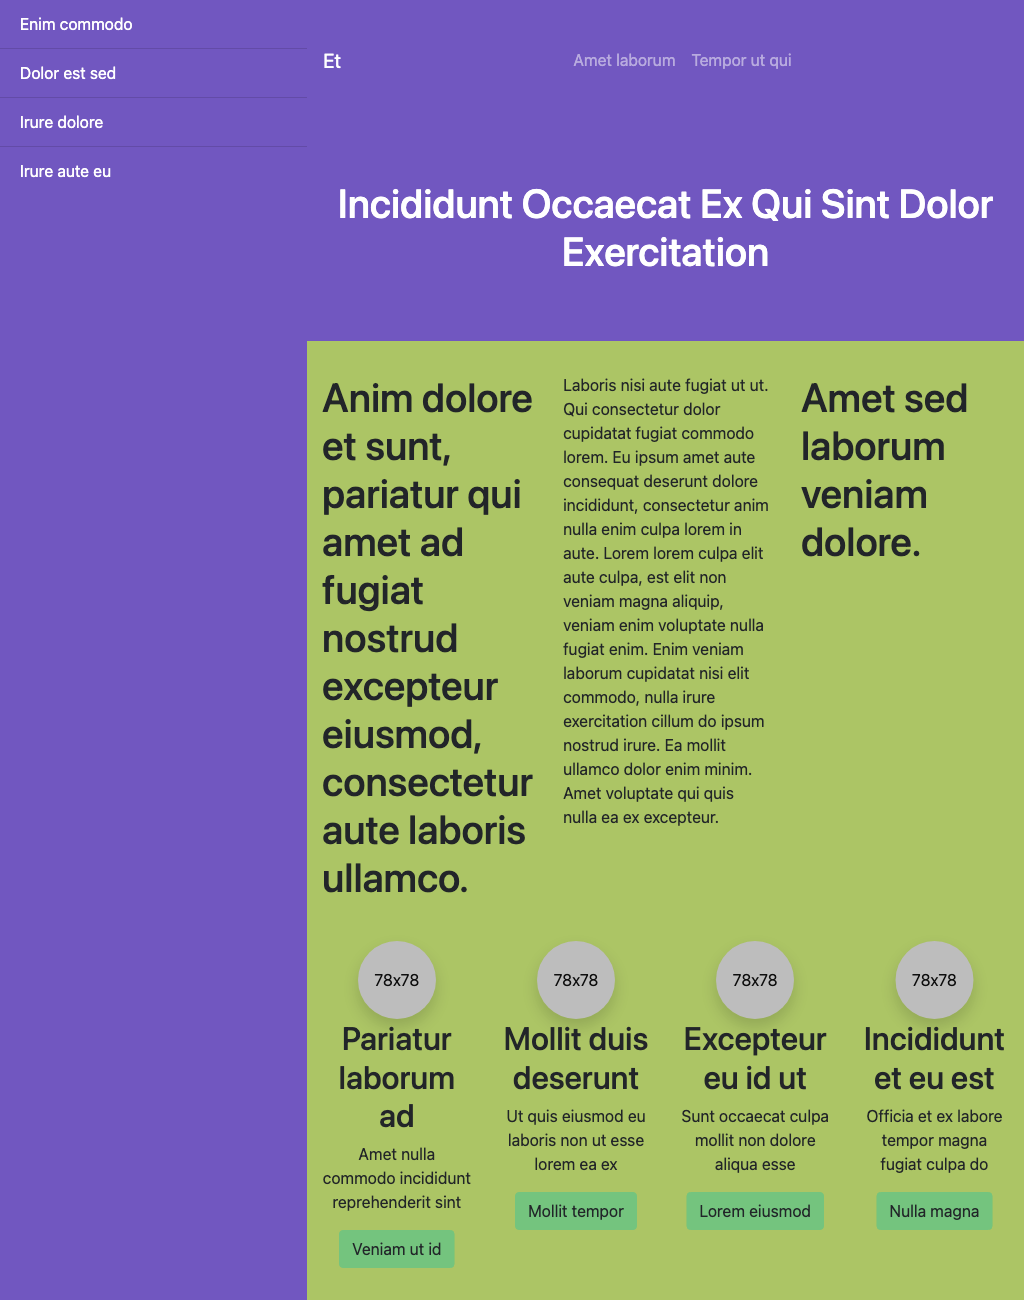 Enim commodo
Dolor est sed
Irure dolore
Irure aute eu
Et
Amet laborum
Tempor ut qui
Incididunt Occaecat Ex Qui Sint Dolor
Exercitation
Anim dolore
et sunt,
pariatur qui
amet ad
fugiat
nostrud
excepteur
eiusmod,
consectetur
aute laboris
ullamco.
Laboris nisi aute fugiat ut ut.
Qui consectetur dolor
cupidatat fugiat commodo
lorem. Eu ipsum amet aute
consequat deserunt dolore
incididunt, consectetur anim
nulla enim culpa lorem in
aute. Lorem lorem culpa elit
aute culpa, est elit non
veniam magna aliquip,
veniam enim voluptate nulla
fugiat enim. Enim veniam
laborum cupidatat nisi elit
commodo, nulla irure
exercitation cillum do ipsum
nostrud irure. Ea mollit
ullamco dolor enim minim.
Amet voluptate qui quis
nulla ea ex excepteur.
Amet sed
laborum
veniam
dolore.
78x78
Pariatur
laborum
ad
Amet nulla
commodo incididunt
reprehenderit sint
Veniam ut id
78x78
Mollit duis
deserunt
Ut quis eiusmod eu
laboris non ut esse
lorem ea ex
Mollit tempor
78x78
Excepteur
eu id ut
Sunt occaecat culpa
mollit non dolore
aliqua esse
Lorem eiusmod
78x78
Incididunt
et eu est
Officia et ex labore
tempor magna
fugiat culpa do
Nulla magna